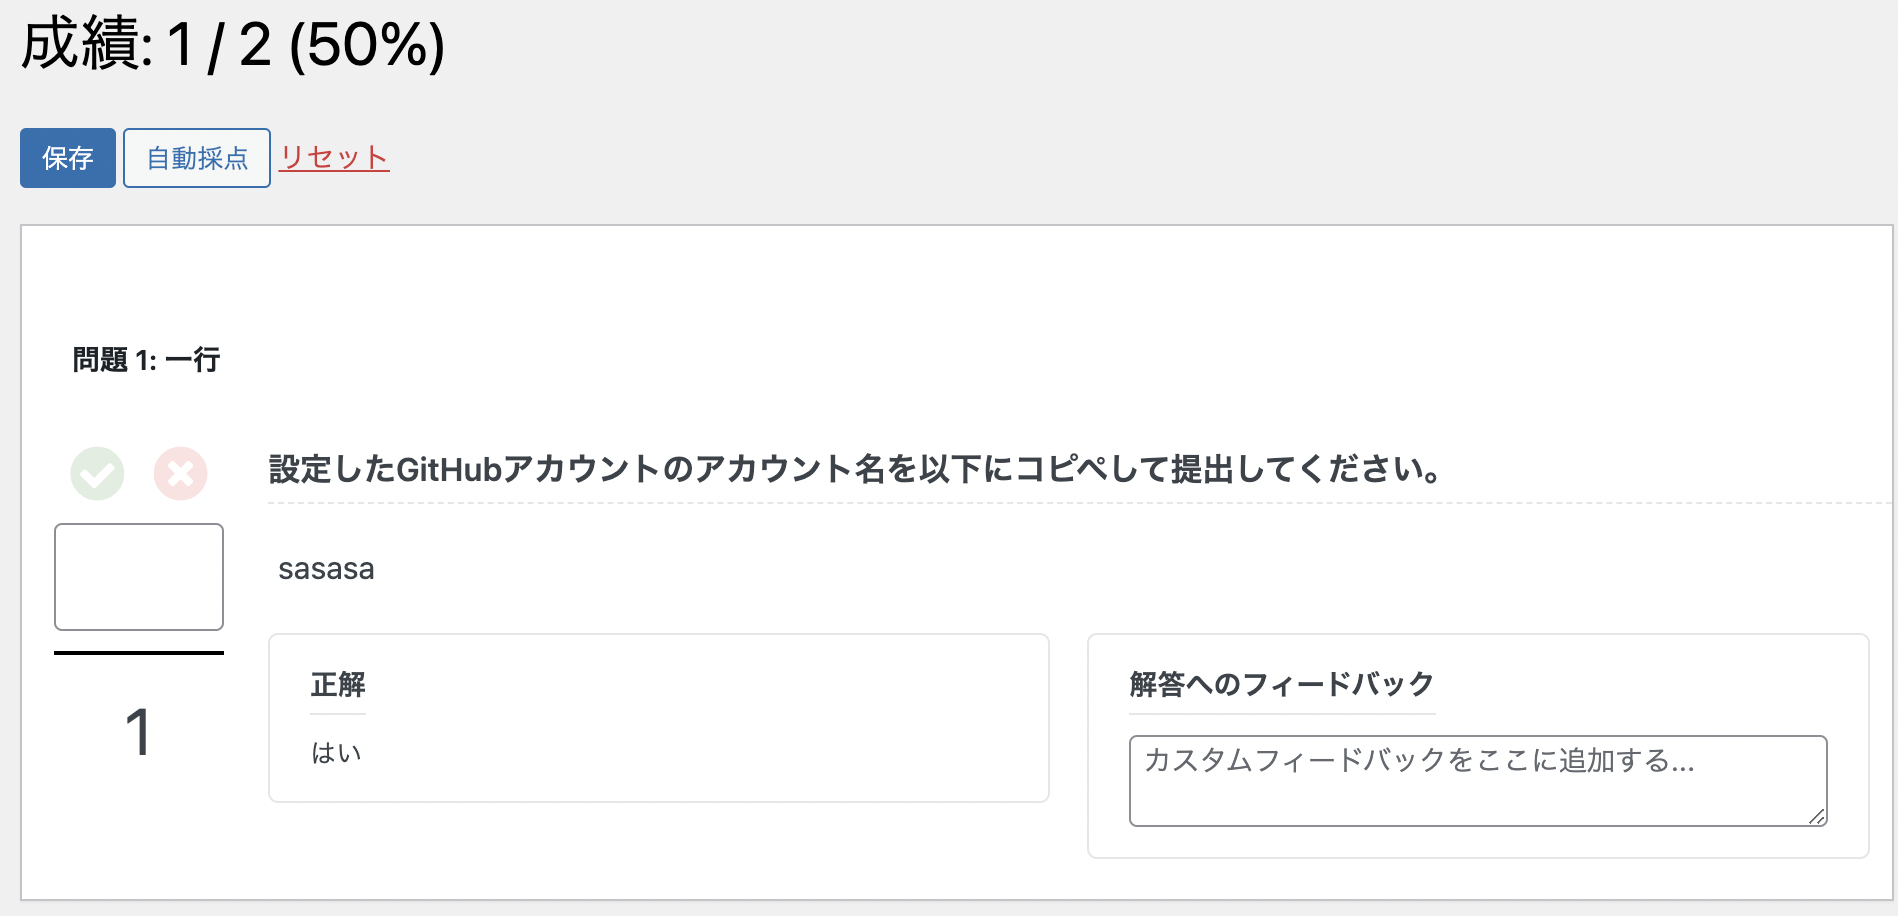 成績: 1 / 2 (50%)
保存 自動採点 リセット
問題 1: 一行
設定したGitHubアカウントのアカウント名を以下にコピペして提出してください。
sasasa
1
正解
はい
解答へのフィードバック
カスタムフィードバックをここに追加する...